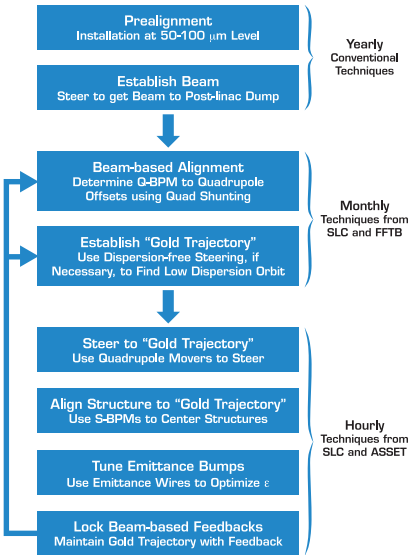 Prealignment
Installation at 50-100 μm Level
Establish Beam
Steer to get Beam to Post-linac Dump
Yearly
Conventional
Techniques
Beam-based Alignment
Determine Q-BPM to Quadrupole
Offsets using Quad Shunting
Establish “Gold Trajectory”
Use Dispersion-free Steering, if
Necessary, to Find Low Dispersion Orbit
Monthly
Techniques from
SLC and FFTB
Steer to “Gold Trajectory”
Use Quadrupole Movers to Steer
Align Structure to “Gold Trajectory”
Use S-BPMs to Center Structures
Tune Emittance Bumps
Use Emittance Wires to Optimize ε
Lock Beam-based Feedbacks
Maintain Gold Trajectory with Feedback
Hourly
Techniques from
SLC and ASSET